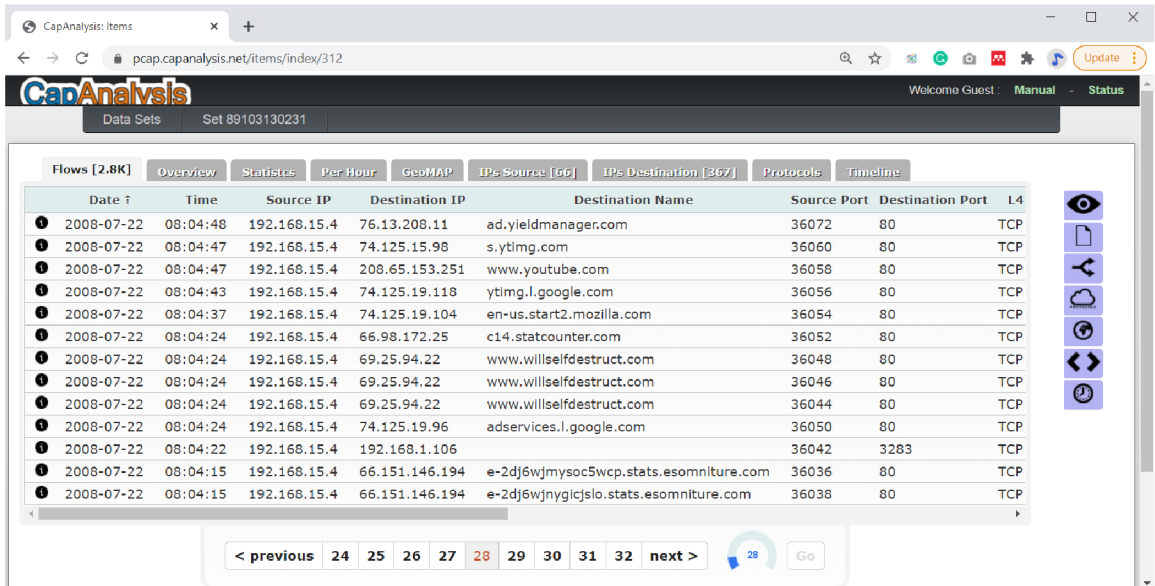 CapAnalysis: Items
pcap.capanalysis.net/items/index/312
Update
CapAnalysis
Welcome Guest : Manual - Status
Data Sets Set 89103130231
Flows [2.8K] Overview Statistcs Per Hour GeoMAP IPs Source [66] IPs Destination [367] Protocols Timeline
Date Time Source IP Destination IP Destination Name Source Port Destination Port L4
2008-07-22 08:04:48 192.168.15.4 76.13.208.11 ad.yieldmanager.com 36072 80 TCP
2008-07-22 08:04:47 192.168.15.4 74.125.15.98 s.ytimg.com 36060 80 TCP
2008-07-22 08:04:47 192.168.15.4 208.65.153.251 www.youtube.com 36058 80 TCP
2008-07-22 08:04:43 192.168.15.4 74.125.19.118 ytimg.l.google.com 36056 80 TCP
2008-07-22 08:04:37 192.168.15.4 74.125.19.104 en-us.start2.mozilla.com 36054 80 TCP
2008-07-22 08:04:24 192.168.15.4 66.98.172.25 c14.statcounter.com 36052 80 TCP
2008-07-22 08:04:24 192.168.15.4 69.25.94.22 www.willselfdestruct.com 36048 80 TCP
2008-07-22 08:04:24 192.168.15.4 69.25.94.22 www.willselfdestruct.com 36046 80 TCP
2008-07-22 08:04:24 192.168.15.4 69.25.94.22 www.willselfdestruct.com 36044 80 TCP
2008-07-22 08:04:24 192.168.15.4 74.125.19.96 adservices.l.google.com 36050 80 TCP
2008-07-22 08:04:22 192.168.15.4 192.168.1.106 36042 3283 TCP
2008-07-22 08:04:15 192.168.15.4 66.151.146.194 e-2dj6wjmysoc5wcp.stats.esomniture.com 36036 80 TCP
2008-07-22 08:04:15 192.168.15.4 66.151.146.194 e-2dj6wjnygicjslo.stats.esomniture.com 36038 80 TCP
< previous 24 25 26 27 28 29 30 31 32 next > 28 Go